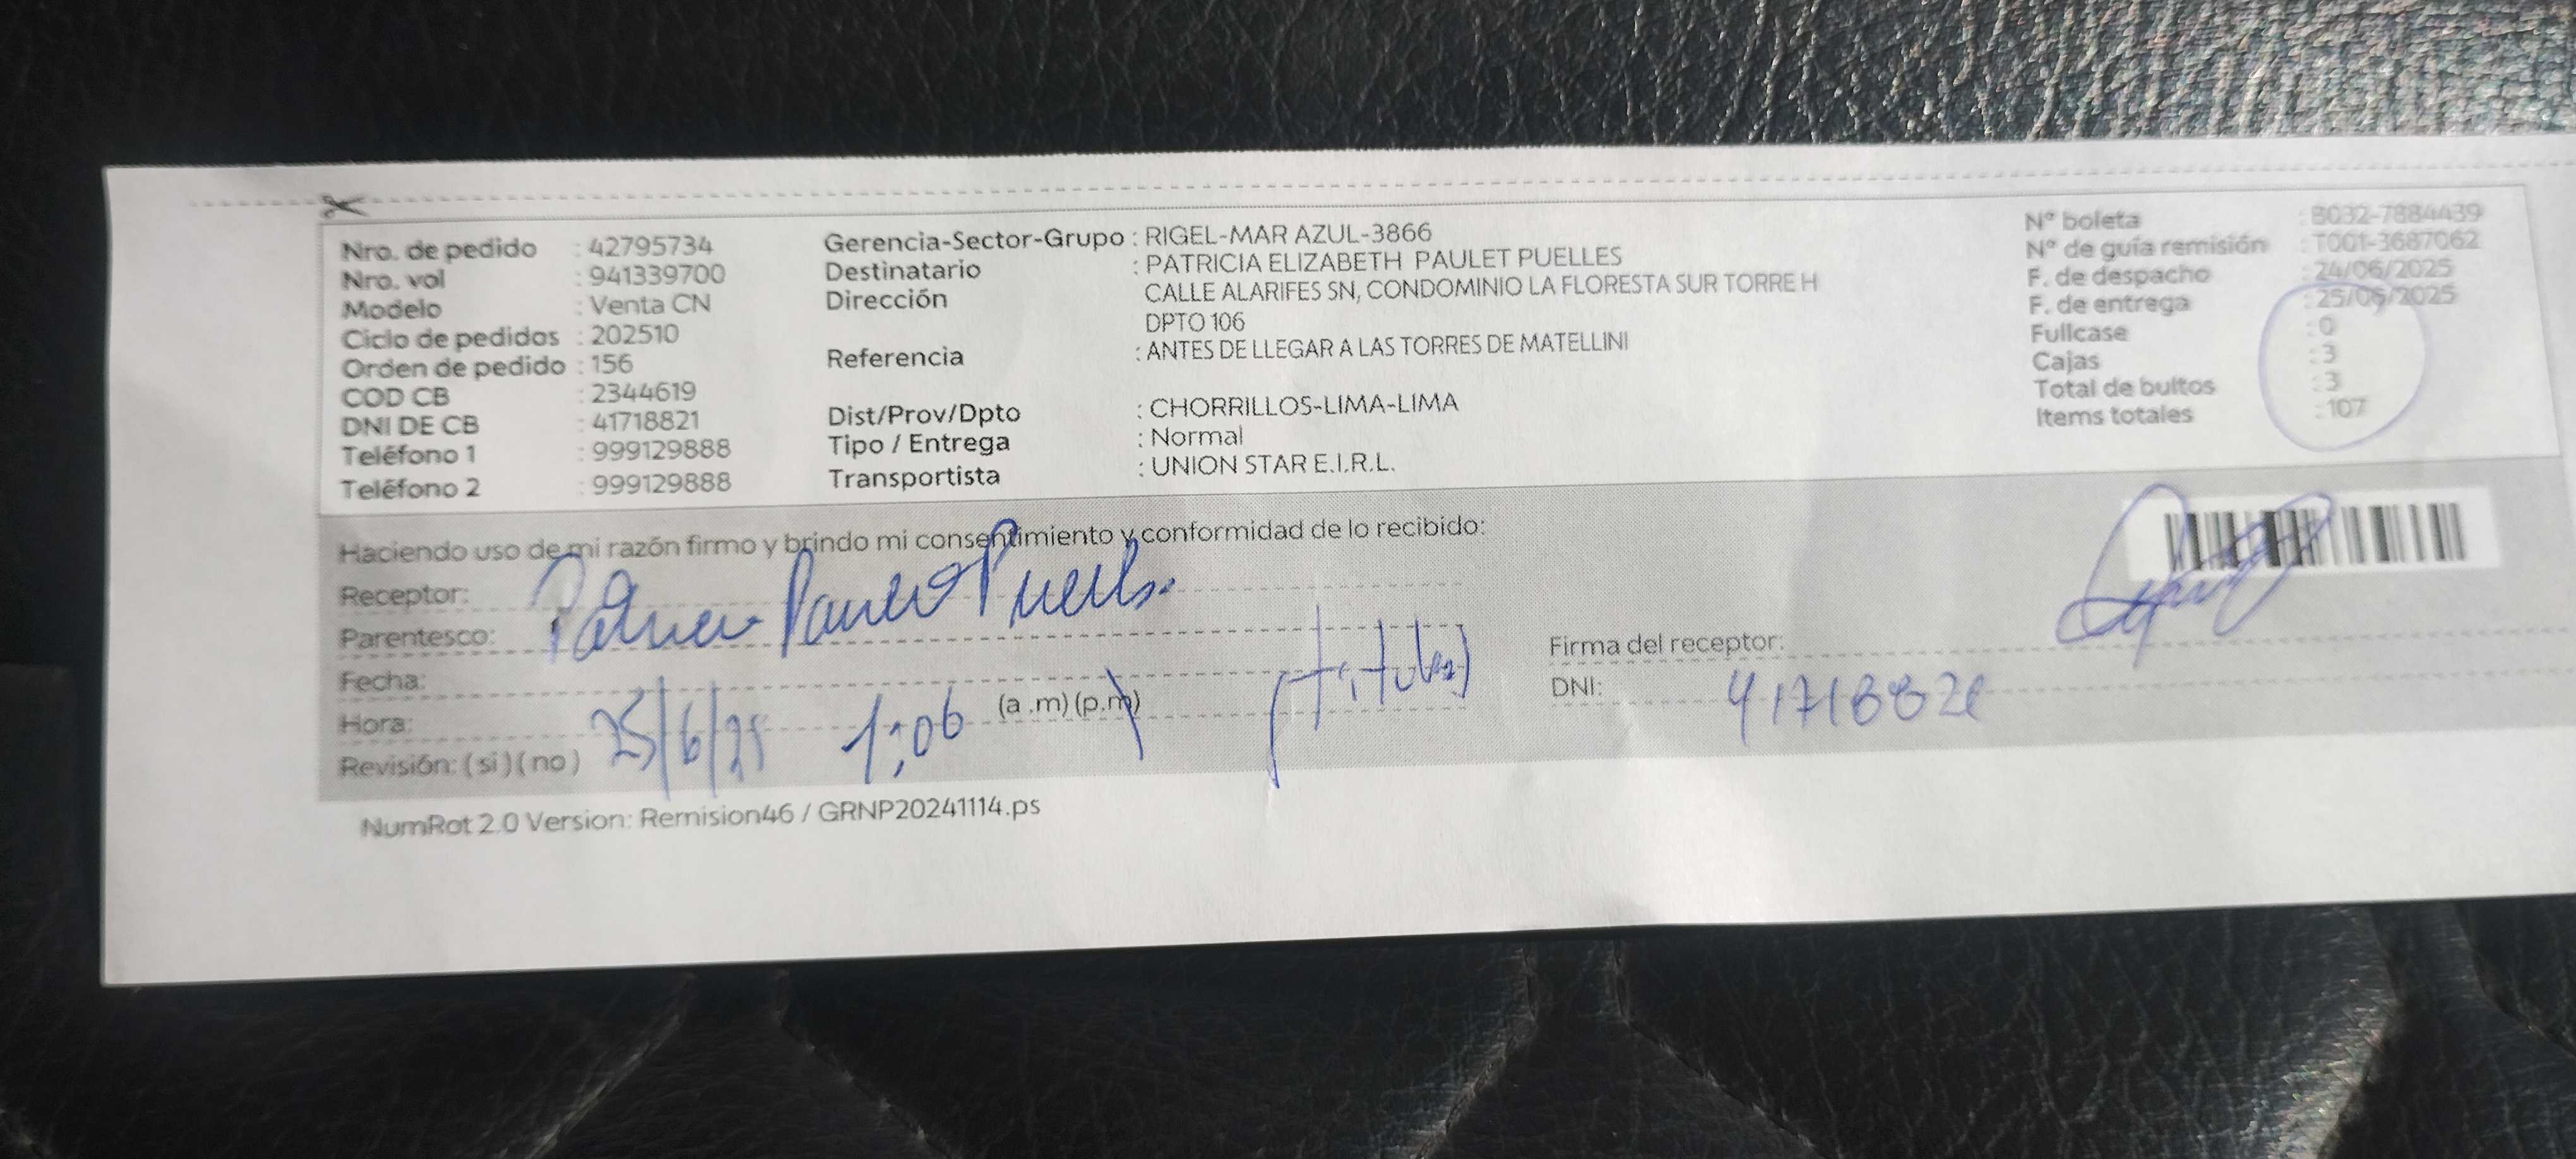 Nro. de pedido : 42795734
Nro. vol : 941339700
Modelo : Venta CN
Ciclo de pedidos : 202510
Orden de pedido : 156
COD CB : 2344619
DNI DE CB : 41718821
Teléfono 1 : 999129888
Teléfono 2 : 999129888
Gerencia-Sector-Grupo : RIGEL-MAR AZUL-3866
Destinatario : PATRICIA ELIZABETH PAULET PUELLES
Dirección CALLE ALARIFES SN, CONDOMINIO LA FLORESTA SUR TORRE H
DPTO 106
Referencia : ANTES DE LLEGAR A LAS TORRES DE MATELLINI
Dist/Prov/Dpto : CHORRILLOS-LIMA-LIMA
Tipo / Entrega : Normal
Transportista : UNION STAR E.I.R.L.
N° boleta : B032-7884439
N° de guía remisión : T001-3687062
F. de despacho : 24/06/2025
F. de entrega : 25/06/2025
Fullcase : 0
Cajas : 3
Total de bultos : 3
Items totales : 107
Haciendo uso de mi razón firmo y brindo mi consentimiento y conformidad de lo recibido:
Receptor:
Parentesco: Paulet Puelles
Fecha:
Hora: (a .m) (p.m)
Revisión: (si) (no) 25/6/25 1:06 (titular)
Firma del receptor:
DNI: 41718821
NumRot 2.0 Version: Remision46 / GRNP20241114.ps